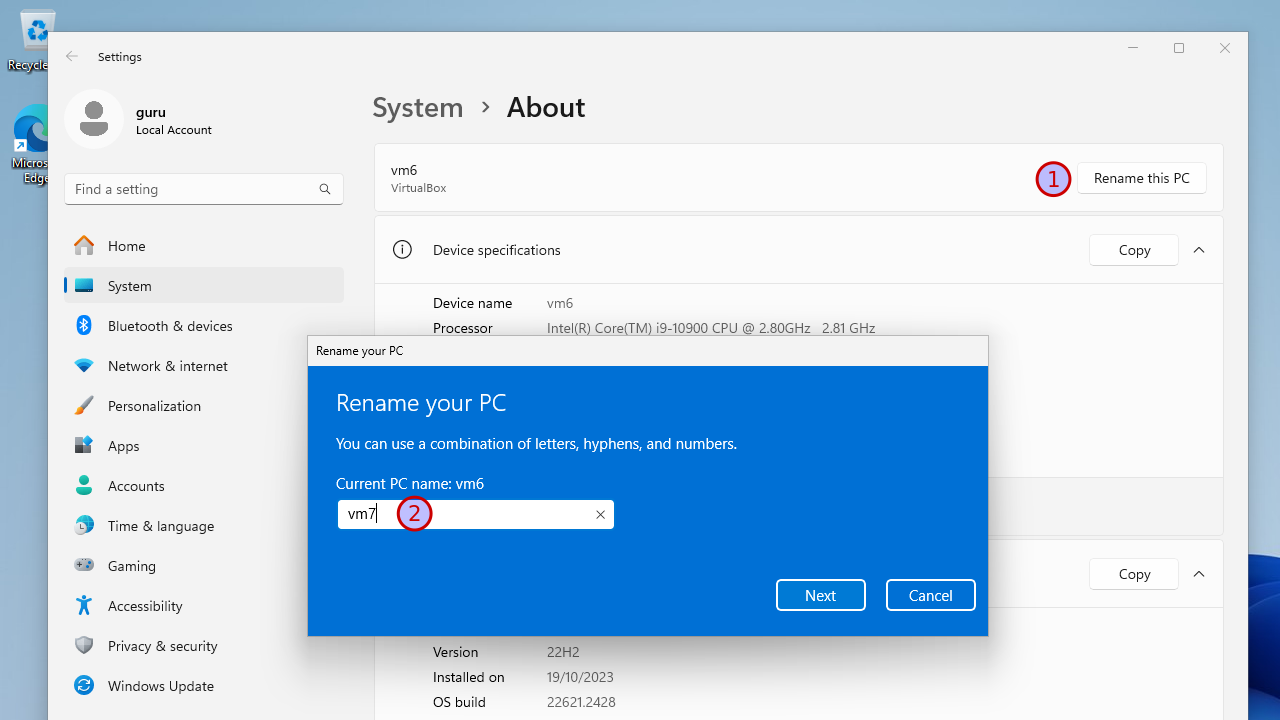 Recycle
Micros
Edge
Settings
guru
Local Account
Find a setting
Home
System
Bluetooth & devices
Network & internet
Personalization
Apps
Accounts
Time & language
Gaming
Accessibility
Privacy & security
Windows Update
System > About
vm6
VirtualBox
1 Rename this PC
Device specifications Copy
Device name vm6
Processor Intel(R) Core(TM) i9-10900 CPU @ 2.80GHz 2.81 GHz
Rename your PC
Rename your PC
You can use a combination of letters, hyphens, and numbers.
Current PC name: vm6
vm7 2
Next Cancel
Copy
Version 22H2
Installed on 19/10/2023
OS build 22621.2428